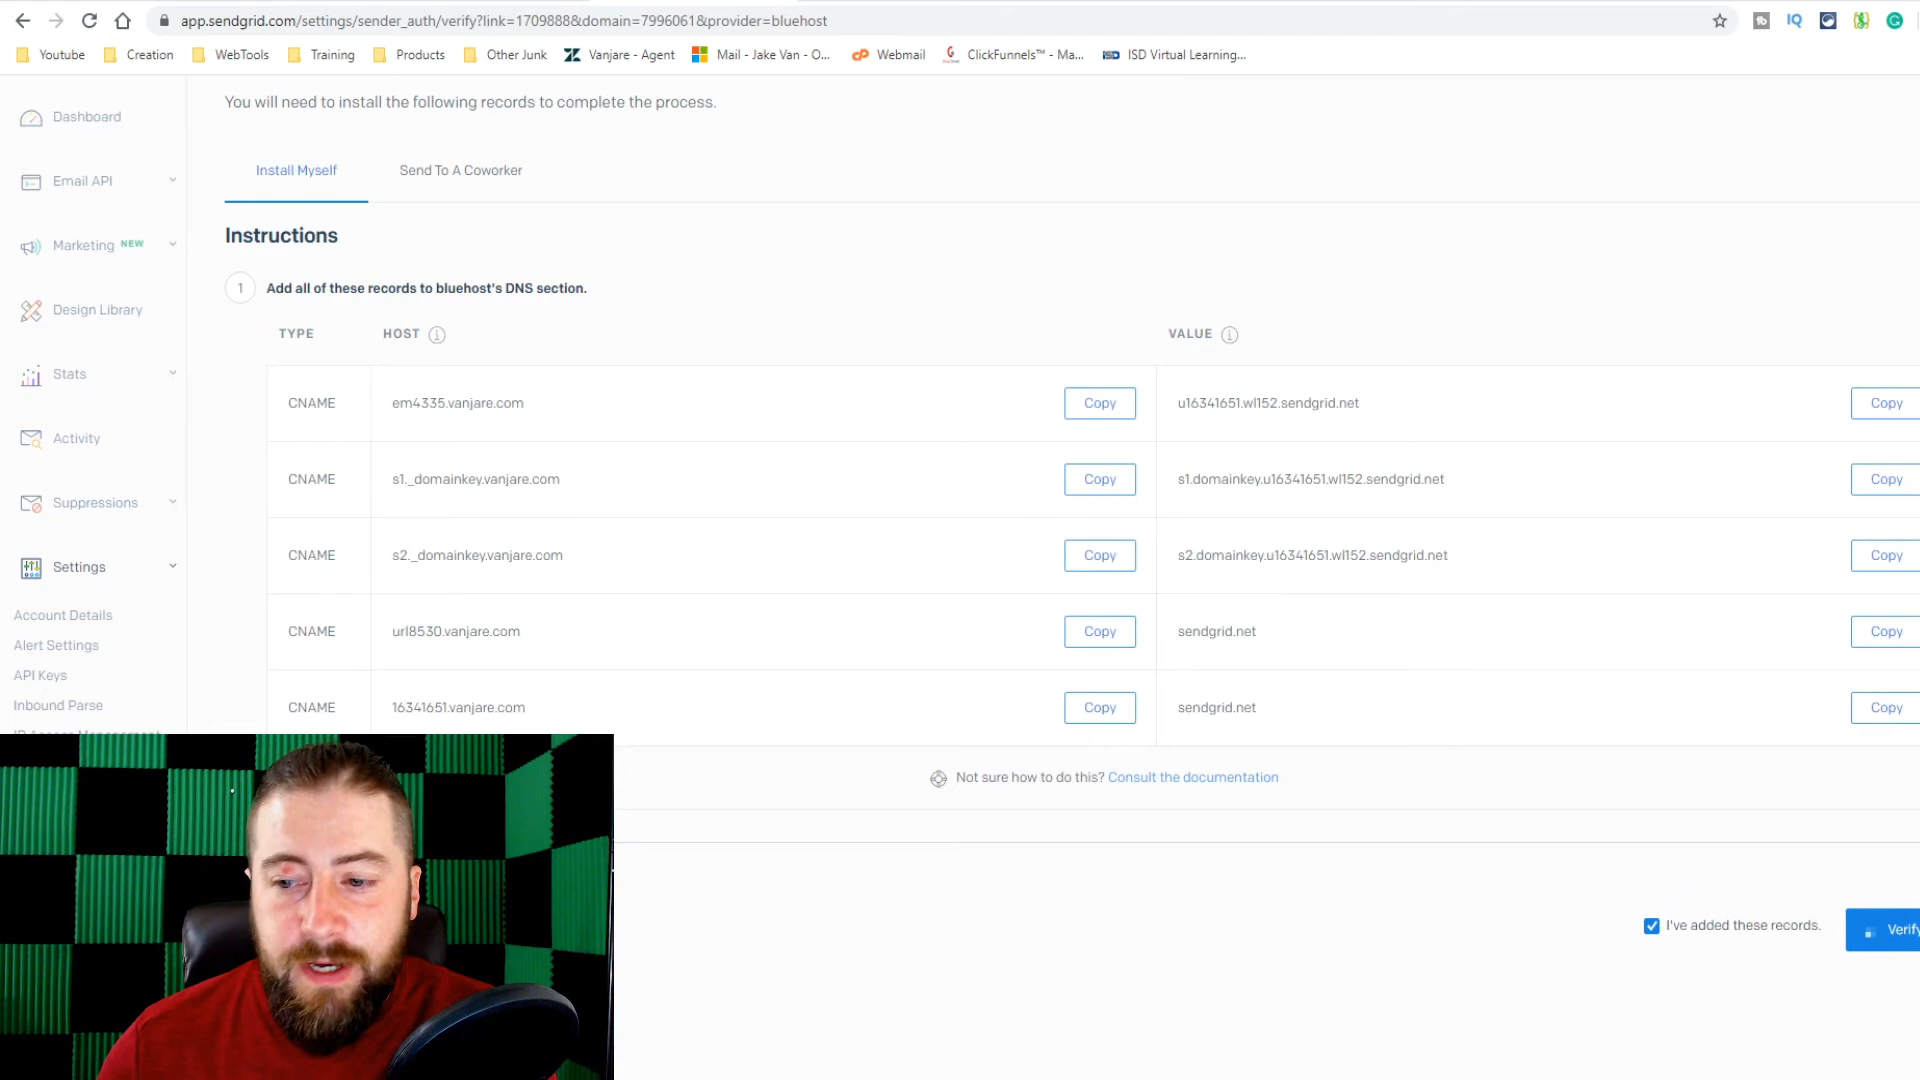 app.sendgrid.com/settings/sender_auth/verify?link=1709888&domain=7996061&provider=bluehost
Youtube Creation WebTools Training Products Other Junk Vanjare - Agent Mail - Jake Van - O... Webmail ClickFunnels™ - Ma... ISD Virtual Learning...
You will need to install the following records to complete the process.
Dashboard
Install Myself Send To A Coworker
Email API
Instructions
Marketing NEW
1 Add all of these records to bluehost's DNS section.
Design Library
TYPE HOST VALUE
Stats
CNAME em4335.vanjare.com Copy u16341651.wl152.sendgrid.net Copy
Activity
CNAME s1._domainkey.vanjare.com Copy s1.domainkey.u16341651.wl152.sendgrid.net Copy
Suppressions
CNAME s2._domainkey.vanjare.com Copy s2.domainkey.u16341651.wl152.sendgrid.net Copy
Settings
Account Details
CNAME url8530.vanjare.com Copy sendgrid.net Copy
Alert Settings
API Keys
Inbound Parse
CNAME 16341651.vanjare.com Copy sendgrid.net Copy
Not sure how to do this? Consult the documentation
I've added these records. Verify